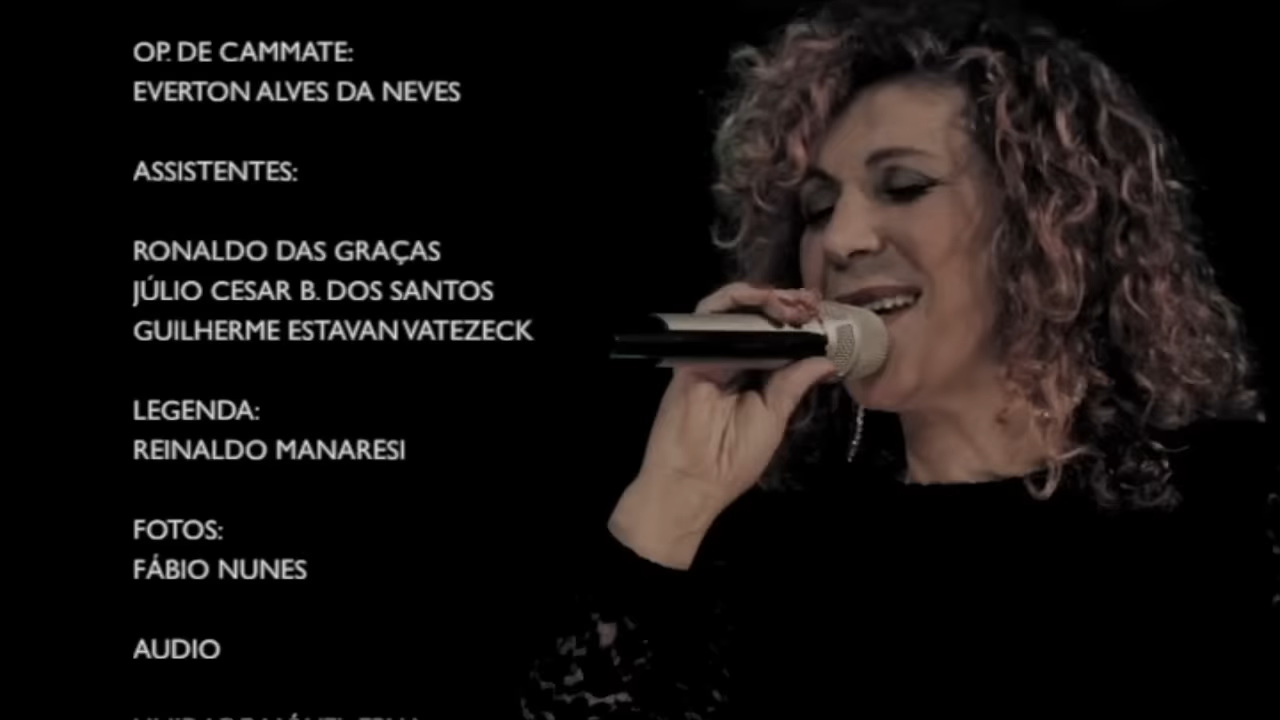 OP. DE CAMMATE:
EVERTON ALVES DA NEVES
ASSISTENTES:
RONALDO DAS GRAÇAS
JÚLIO CESAR B. DOS SANTOS
GUILHERME ESTAVAN VATEZECK
LEGENDA:
REINALDO MANARESI
FOTOS:
FÁBIO NUNES
AUDIO